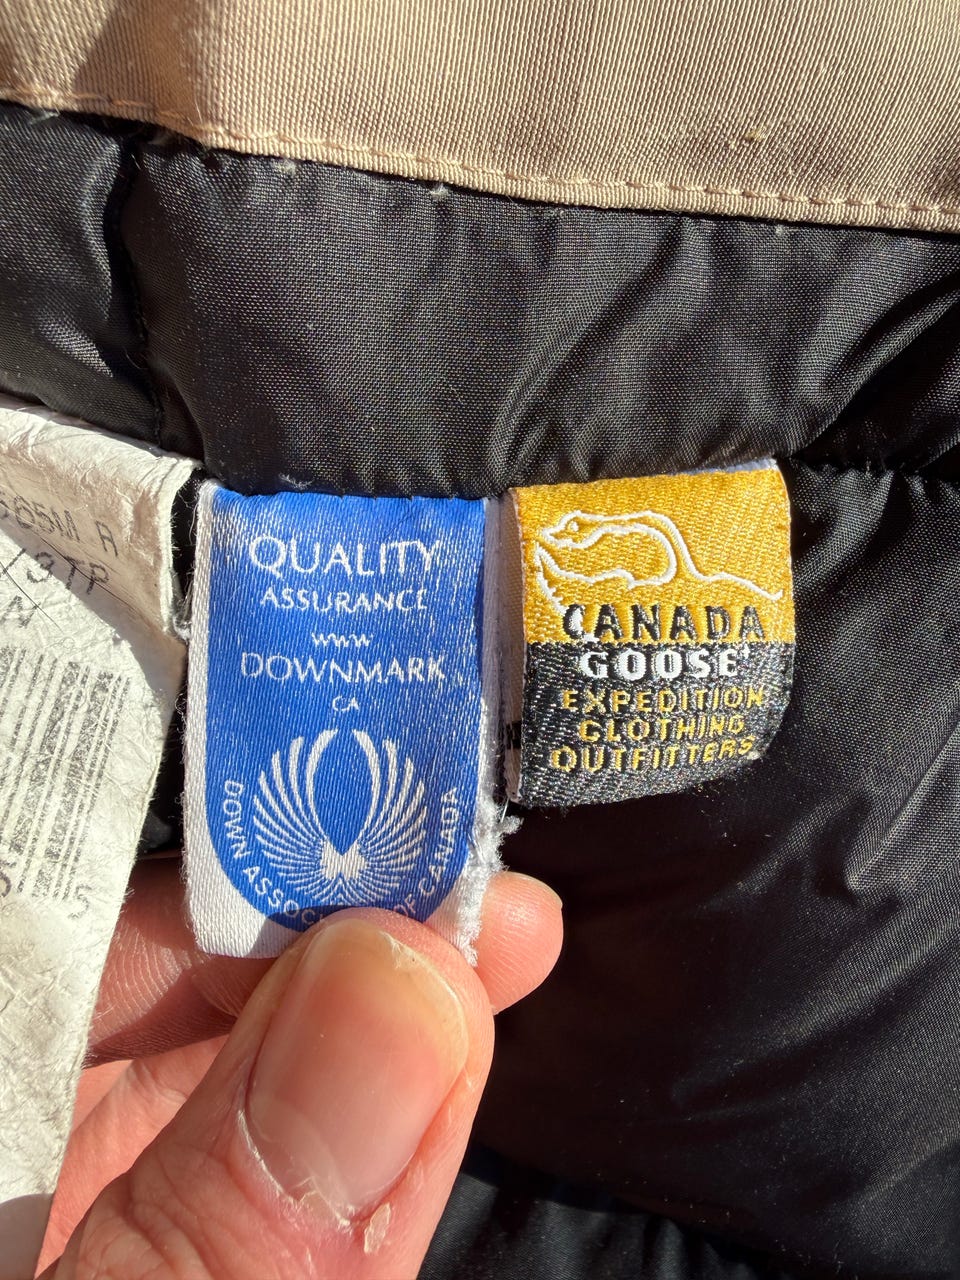 QUALITY
ASSURANCE
www
DOWNMARK
CA
DOWN ASSOC OF CANADA
CANADA
GOOSE
EXPEDITION
CLOTHING
OUTFITTERS